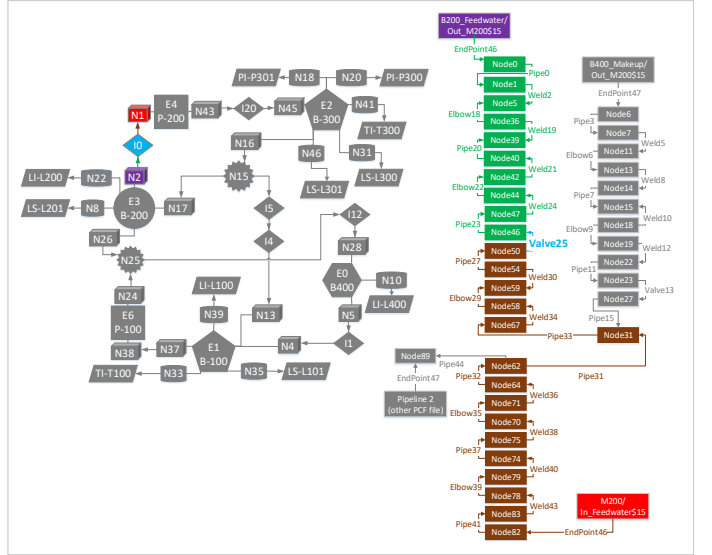 B200_Feedwater/
Out_M200$15
EndPoint46
Node0
Pipe0
Node1
Weld2
Node5
Elbow18
Node36
Weld19
Node39
Pipe20
Node40
Weld21
Node42
Elbow22
Node44
Weld24
Node47
Pipe23
Node46
Valve25
Node50
Pipe27
Node54
Weld30
Node59
Elbow29
Node58
Weld34
Node67
Pipe33
B400_Makeup/
Out_M200$15
EndPoint47
Node6
Pipe3
Node7
Weld5
Node11
Elbow6
Node13
Weld8
Node14
Pipe7
Node15
Weld10
Node18
Elbow9
Node19
Weld12
Node22
Pipe11
Node23
Valve13
Node27
Pipe15
Node31
Pipe31
Node89
Pipe44
EndPoint47
Pipeline 2
(other PCF file)
Node62
Pipe32
Node64
Weld36
Node71
Elbow35
Node70
Weld38
Node75
Pipe37
Node74
Weld40
Node79
Elbow39
Node78
Weld43
Node83
Pipe41
Node82
EndPoint46
M200/
In_Feedwater$15
PI-P301
N18
N20
PI-P300
E4
P-200
N1
N43
I20
N45
E2
B-300
N41
TI-T300
I0
N16
N46
N31
LS-L300
LS-L301
LI-L200
N22
N2
N15
E3
B-200
LS-L201
N8
N17
I5
I12
N26
I4
N28
N25
E0
B400
N10
LI-L400
N24
LI-L100
N39
N13
N5
E6
P-100
N38
N37
E1
B-100
N4
I1
TI-T100
N33
N35
LS-L101